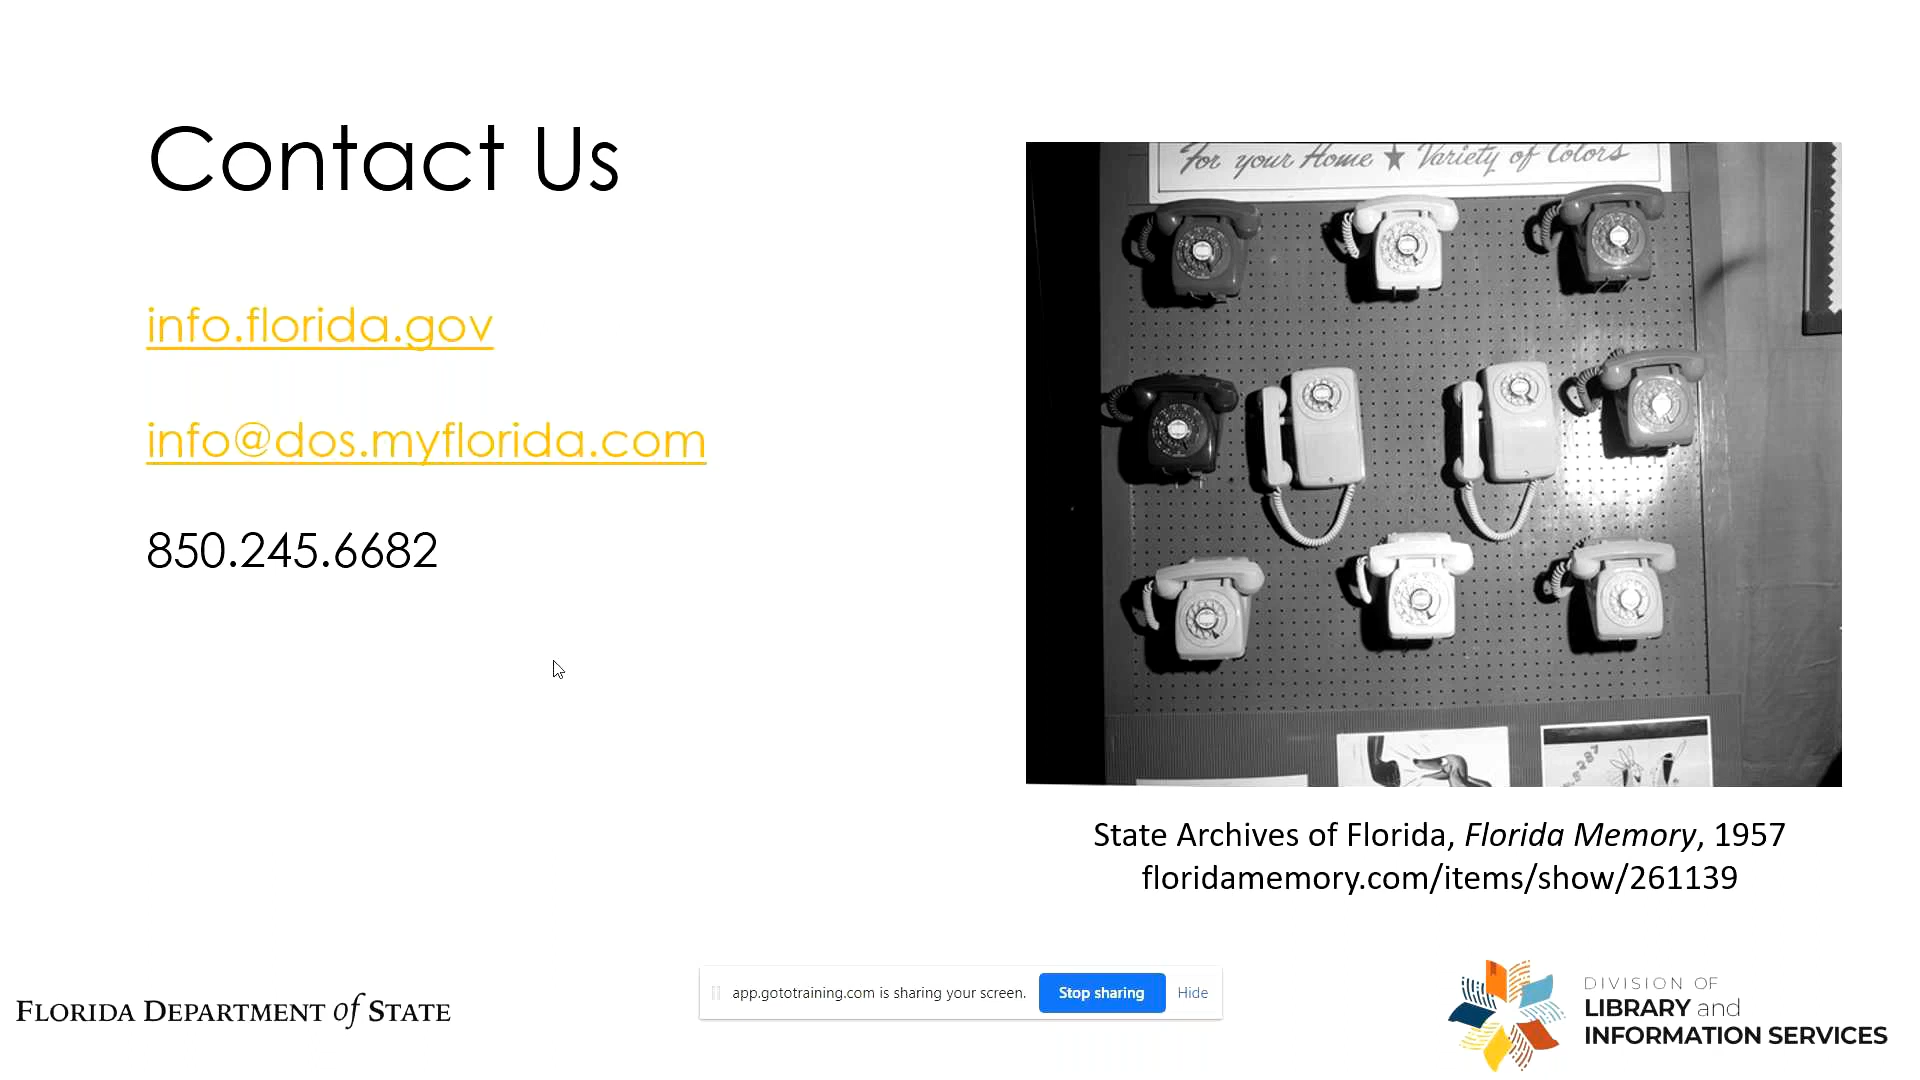 Contact Us
info.florida.gov
info@dos.myflorida.com
850.245.6682
For your Home ★ Variety of Colors
State Archives of Florida, Florida Memory, 1957
floridamemory.com/items/show/261139
FLORIDA DEPARTMENT of STATE
app.gototraining.com is sharing your screen.
Stop sharing
Hide
DIVISION OF
LIBRARY and
INFORMATION SERVICES